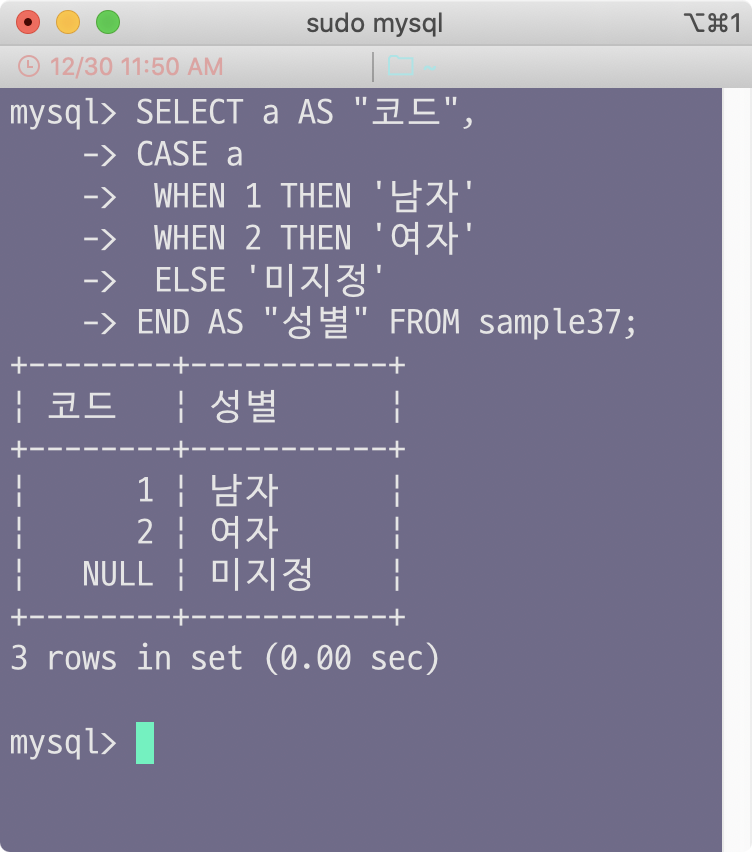 sudo mysql
⌥⌘1
12/30 11:50 AM
~
mysql> SELECT a AS "코드",
    -> CASE a
    ->  WHEN 1 THEN '남자'
    ->  WHEN 2 THEN '여자'
    ->  ELSE '미지정'
    -> END AS "성별" FROM sample37;
+--------+-----------+
¦ 코드   ¦ 성별      ¦
+--------+-----------+
¦      1 ¦ 남자      ¦
¦      2 ¦ 여자      ¦
¦   NULL ¦ 미지정    ¦
+--------+-----------+
3 rows in set (0.00 sec)
mysql>